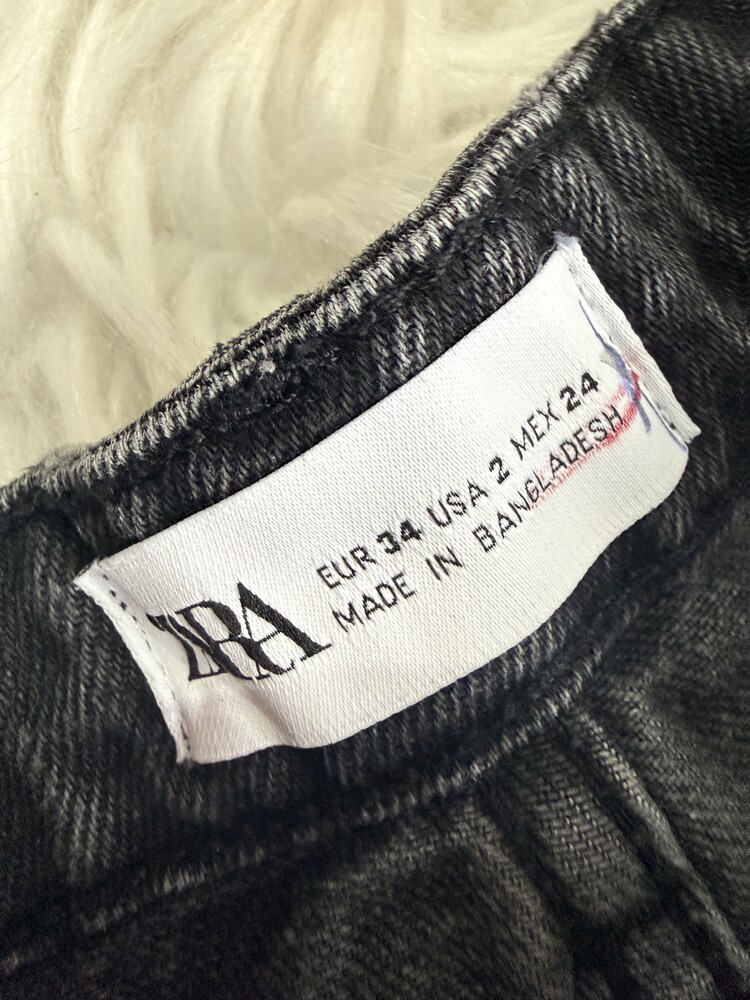 ZARA
EUR 34 USA 2 MEX 24
MADE IN BANGLADESH